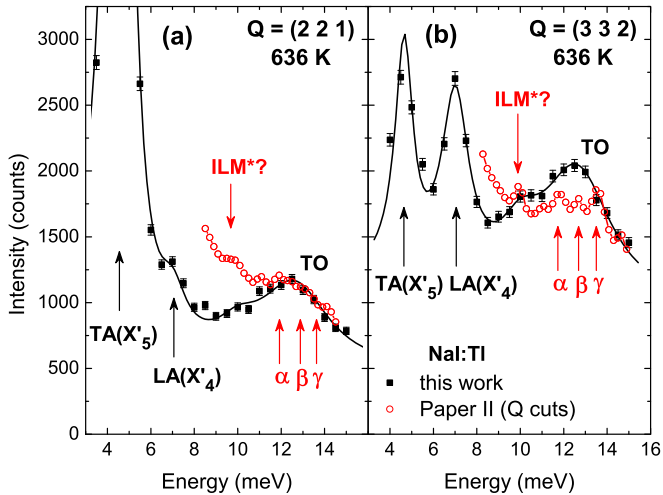 (a)
Q = (2 2 1)
636 K
ILM*?
TO
TA(X'5)
LA(X'4)
α β γ
(b)
Q = (3 3 2)
636 K
ILM*?
TO
TA(X'5) LA(X'4)
α β γ
NaI:Tl
this work
Paper II (Q cuts)
Intensity (counts)
3000
2500
2000
1500
1000
500
0
4 6 8 10 12 14
4 6 8 10 12 14 16
Energy (meV)
Energy (meV)